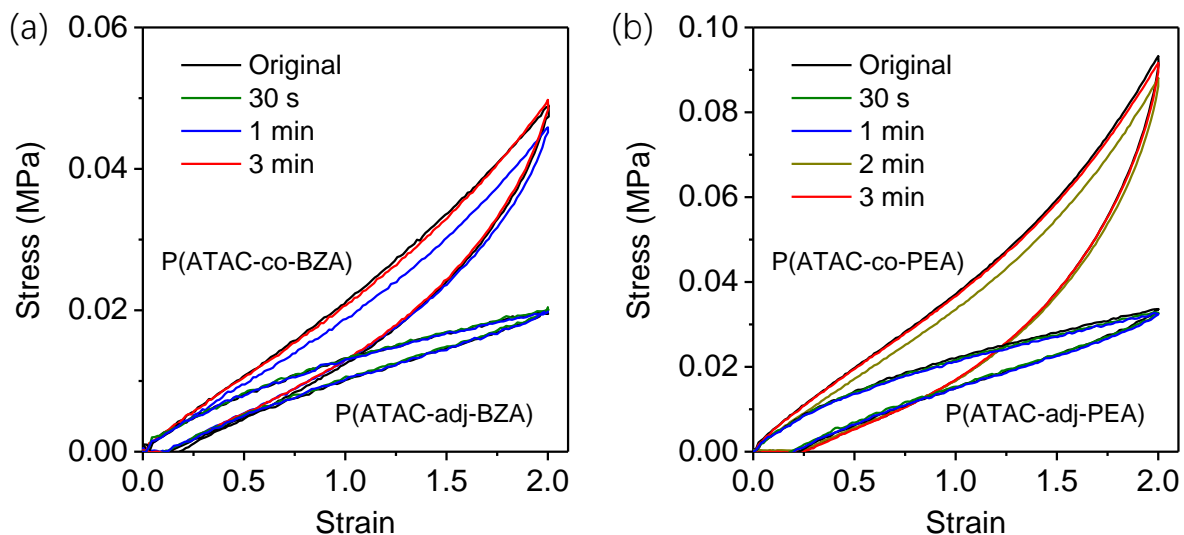 (a)
0.06
0.04
0.02
0.00
Stress (MPa)
Original
30 s
1 min
3 min
P(ATAC-co-BZA)
P(ATAC-adj-BZA)
0.0 0.5 1.0 1.5 2.0
Strain
(b)
0.10
0.08
0.06
0.04
0.02
0.00
Stress (MPa)
Original
30 s
1 min
2 min
3 min
P(ATAC-co-PEA)
P(ATAC-adj-PEA)
0.0 0.5 1.0 1.5 2.0
Strain